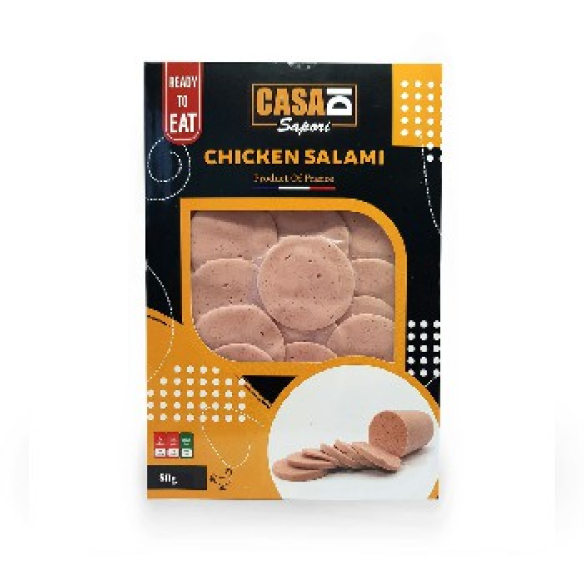 READY
TO
EAT
CASA DI
Sapori
CHICKEN SALAMI
Product Of France